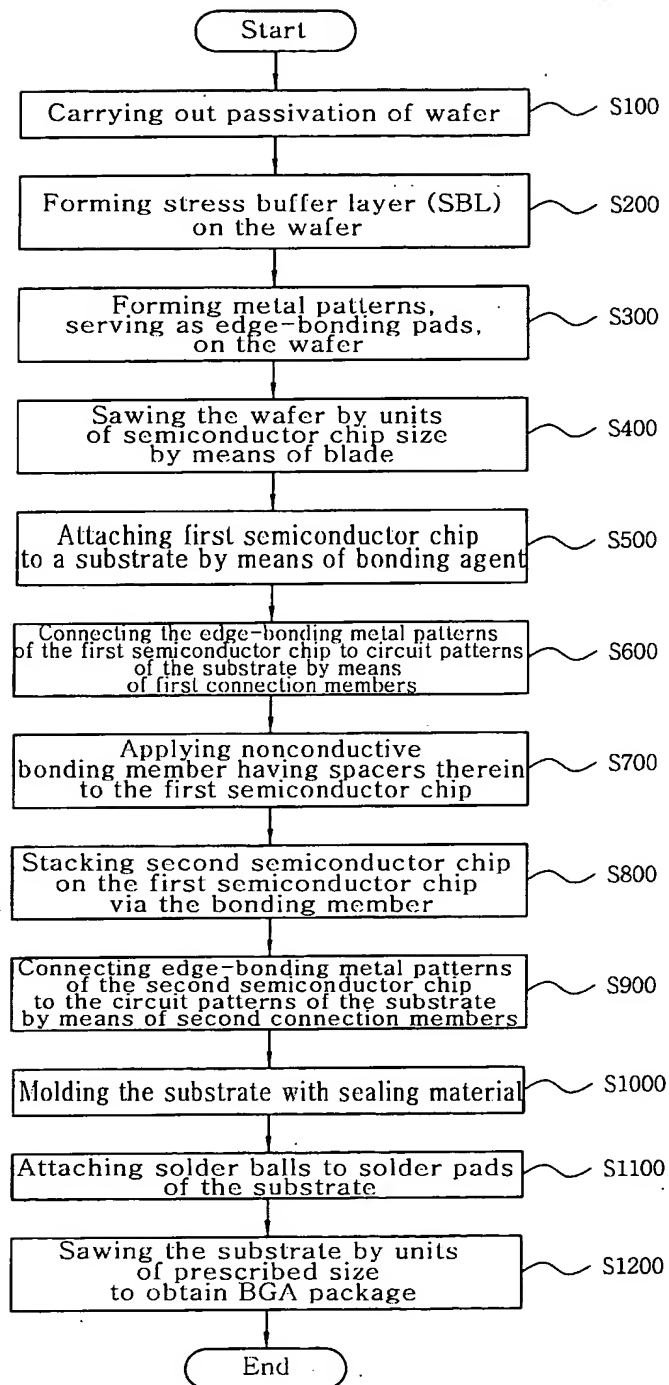 Start
Carrying out passivation of wafer
S100
Forming stress buffer layer (SBL)
on the wafer
S200
Forming metal patterns,
serving as edge-bonding pads,
on the wafer
S300
Sawing the wafer by units
of semiconductor chip size
by means of blade
S400
Attaching first semiconductor chip
to a substrate by means of bonding agent
S500
Connecting the edge-bonding metal patterns
of the first semiconductor chip to circuit patterns
of the substrate by means
of first connection members
S600
Applying nonconductive
bonding member having spacers therein
to the first semiconductor chip
S700
Stacking second semiconductor chip
on the first semiconductor chip
via the bonding member
S800
Connecting edge-bonding metal patterns
of the second semiconductor chip
to the circuit patterns of the substrate
by means of second connection members
S900
Molding the substrate with sealing material
S1000
Attaching solder balls to solder pads
of the substrate
S1100
Sawing the substrate by units
of prescribed size
to obtain BGA package
S1200
End